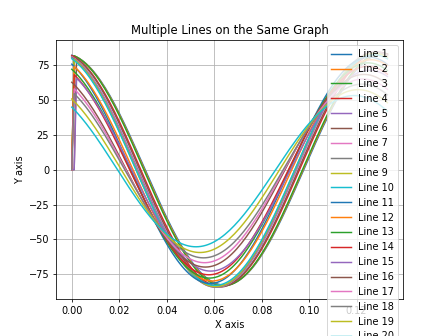 Multiple Lines on the Same Graph
Y axis
75
50
25
0
−25
−50
−75
0.00
0.02
0.04
0.06
0.08
0.10
X axis
Line 1
Line 2
Line 3
Line 4
Line 5
Line 6
Line 7
Line 8
Line 9
Line 10
Line 11
Line 12
Line 13
Line 14
Line 15
Line 16
Line 17
Line 18
Line 19
Line 20